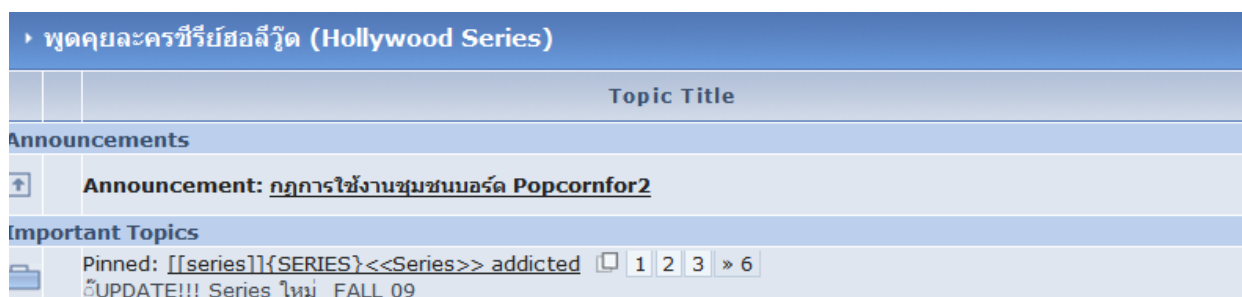 พูดคุยละครซีรีย์ฮอลีวู๊ด (Hollywood Series)
Topic Title
Announcements
Announcement: กฎการใช้งานชุมชนบอร์ด Popcornfor2
Important Topics
Pinned: [[series]]{SERIES}<<Series>> addicted 1 2 3 » 6
๊UPDATE!!! Series ใหม่ FALL 09